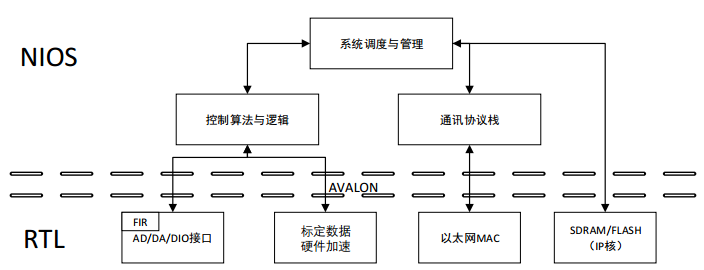 系统调度与管理
NIOS
控制算法与逻辑
通讯协议栈
AVALON
RTL
FIR
AD/DA/DIO接口
标定数据
硬件加速
以太网MAC
SDRAM/FLASH
（IP核）